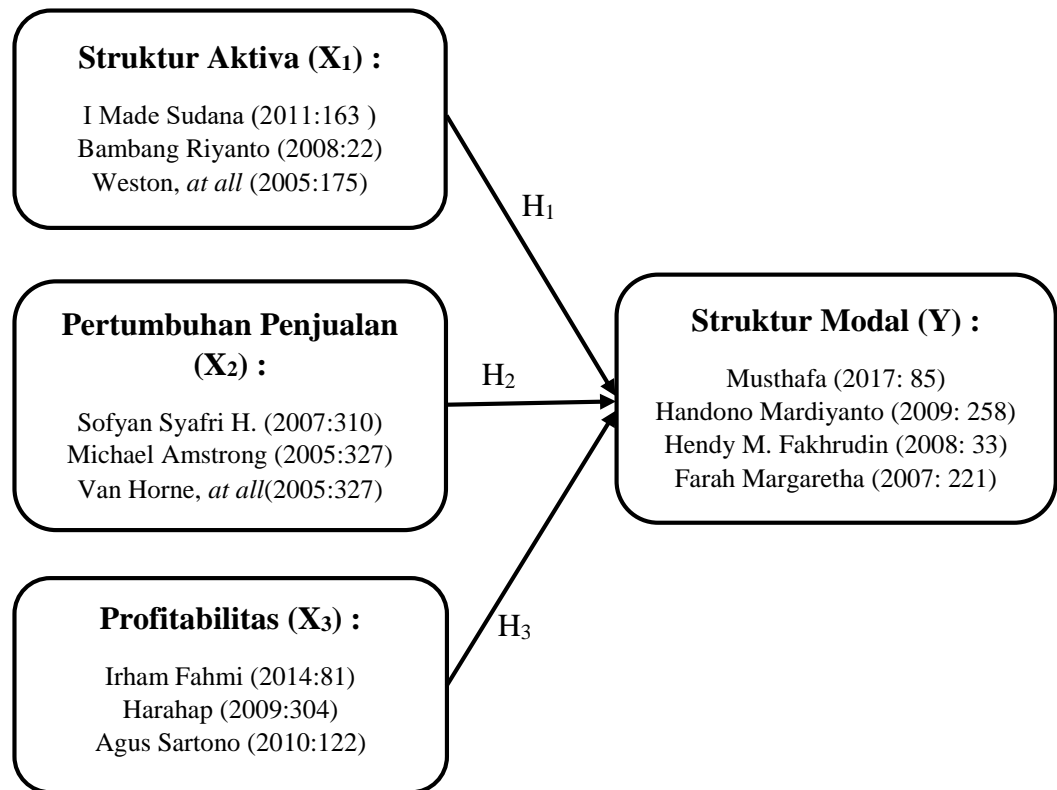 Struktur Aktiva (X₁) :
I Made Sudana (2011:163 )
Bambang Riyanto (2008:22)
Weston, at all (2005:175)
H₁
Pertumbuhan Penjualan
(X₂) :
Sofyan Syafri H. (2007:310)
Michael Amstrong (2005:327)
Van Horne, at all(2005:327)
H₂
Struktur Modal (Y) :
Musthafa (2017: 85)
Handono Mardiyanto (2009: 258)
Hendy M. Fakhrudin (2008: 33)
Farah Margaretha (2007: 221)
Profitabilitas (X₃) :
Irham Fahmi (2014:81)
Harahap (2009:304)
Agus Sartono (2010:122)
H₃